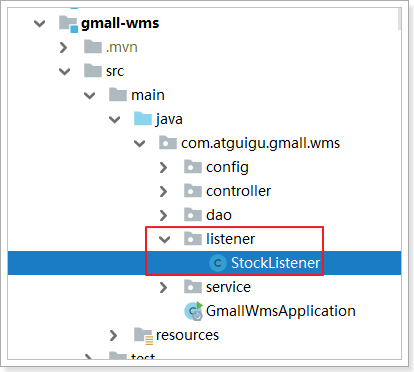 gmall-wms
.mvn
src
main
java
com.atguigu.gmall.wms
config
controller
dao
listener
StockListener
service
GmallWmsApplication
resources
test